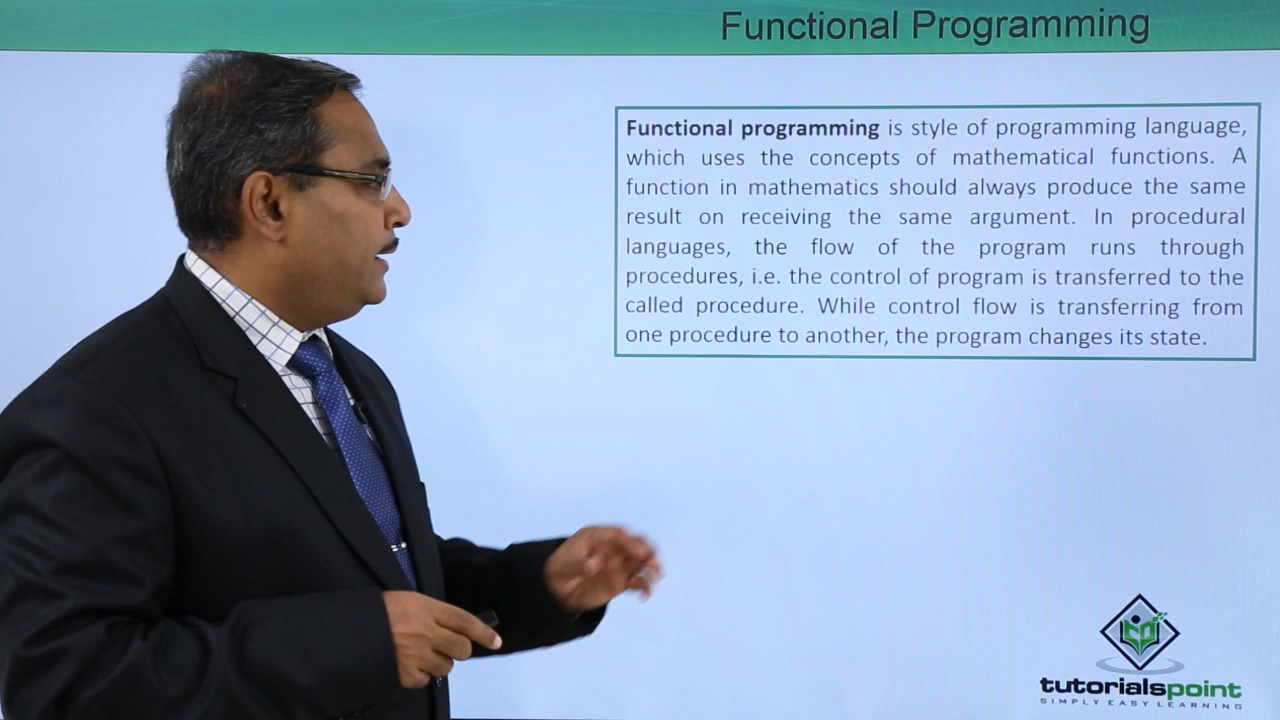 Functional Programming
Functional programming is style of programming language,
which uses the concepts of mathematical functions. A
function in mathematics should always produce the same
result on receiving the same argument. In procedural
languages, the flow of the program runs through
procedures, i.e. the control of program is transferred to the
called procedure. While control flow is transferring from
one procedure to another, the program changes its state.
tutorialspoint
SIMPLY EASY LEARNING